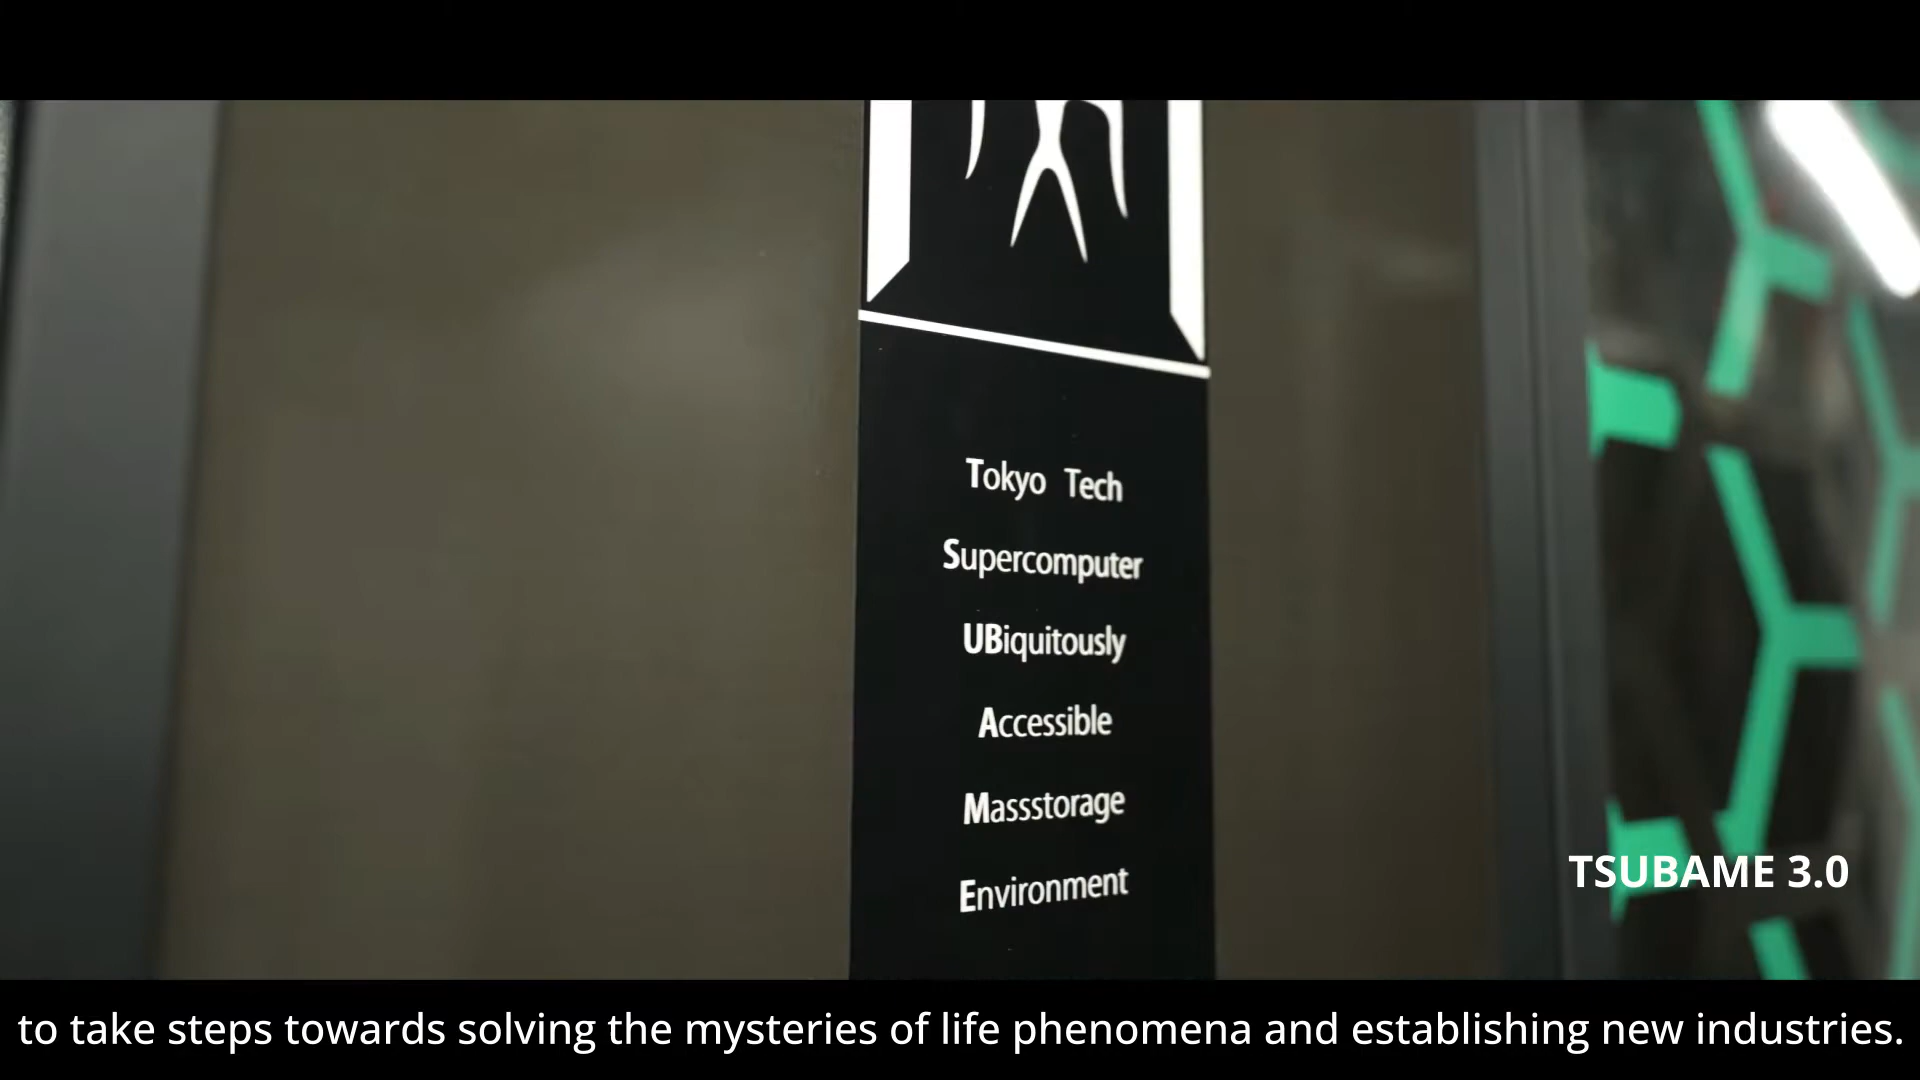 Tokyo Tech
Supercomputer
UBiquitously
Accessible
Massstorage
Environment
TSUBAME 3.0
to take steps towards solving the mysteries of life phenomena and establishing new industries.